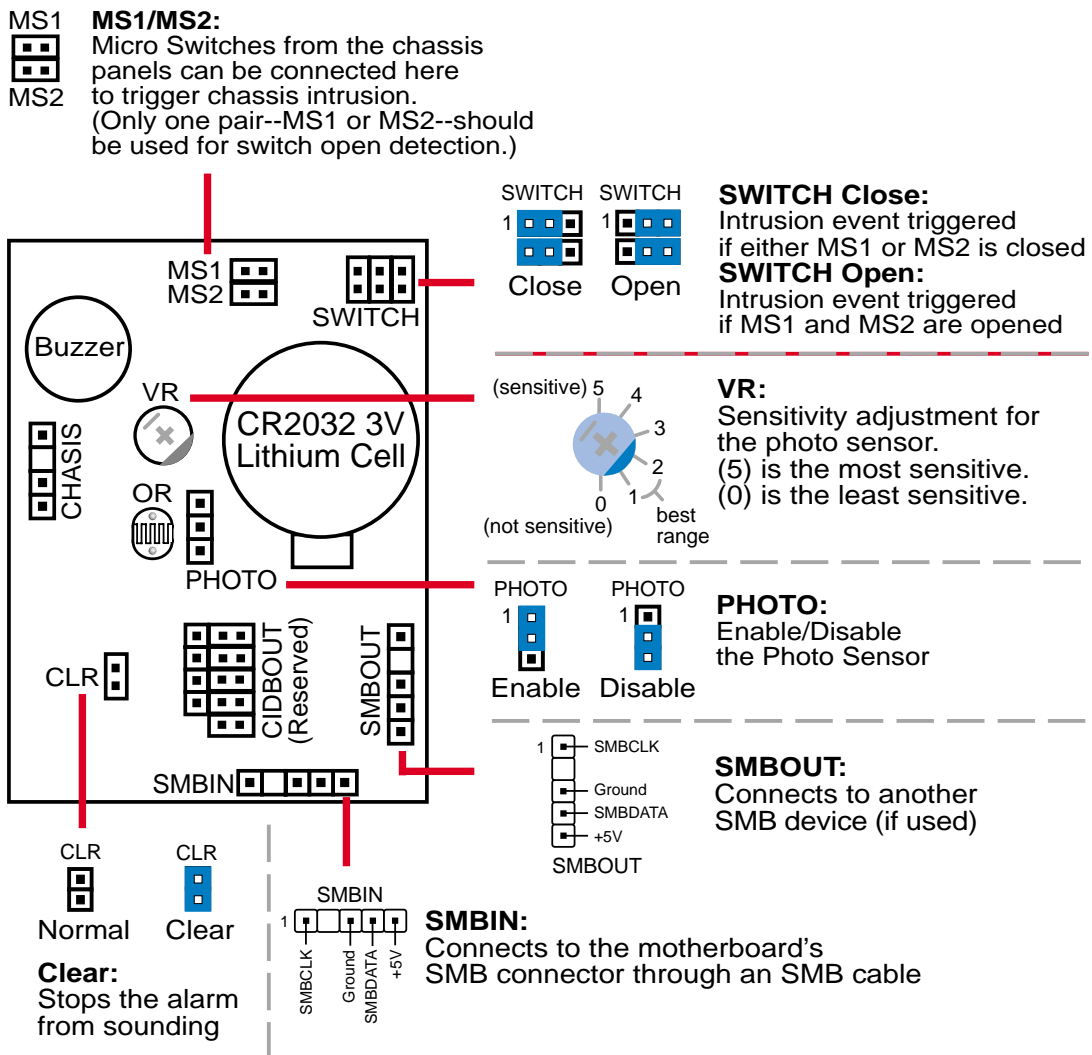 MS1
MS2
MS1/MS2:
Micro Switches from the chassis
panels can be connected here
to trigger chassis intrusion.
(Only one pair--MS1 or MS2--should
be used for switch open detection.)
MS1
MS2
SWITCH
Buzzer
VR
CR2032 3V
Lithium Cell
CHASIS
OR
PHOTO
CLR
CIDBOUT
(Reserved)
SMBOUT
SMBIN
SWITCH
1
Close
SWITCH
1
Open
SWITCH Close:
Intrusion event triggered
if either MS1 or MS2 is closed
SWITCH Open:
Intrusion event triggered
if MS1 and MS2 are opened
(sensitive) 5
4
3
2
1
0
(not sensitive)
best
range
VR:
Sensitivity adjustment for
the photo sensor.
(5) is the most sensitive.
(0) is the least sensitive.
PHOTO
1
Enable
PHOTO
1
Disable
PHOTO:
Enable/Disable
the Photo Sensor
1
SMBCLK
Ground
SMBDATA
+5V
SMBOUT
SMBOUT:
Connects to another
SMB device (if used)
CLR
Normal
CLR
Clear
Clear:
Stops the alarm
from sounding
SMBIN
1
SMBCLK
Ground
SMBDATA
+5V
SMBIN:
Connects to the motherboard's
SMB connector through an SMB cable